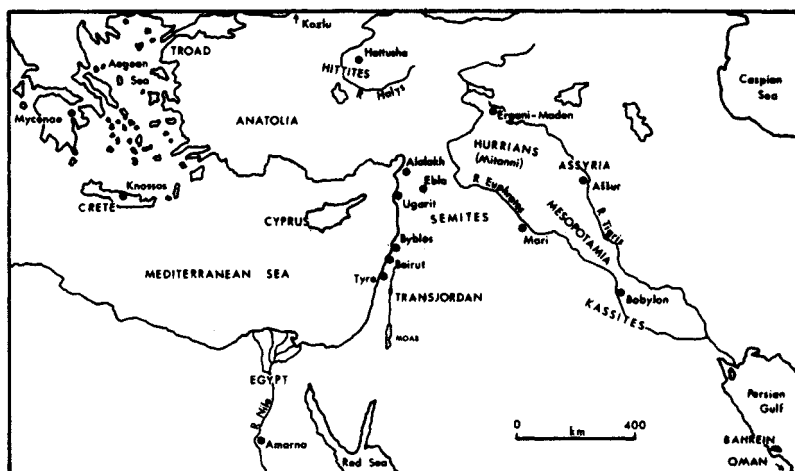 Kozlu
TROAD
Hattusha
HITTITES
R Halys
Aegean
Sea
Caspian
Sea
Mycenae
ANATOLIA
Ergani-Maden
HURRIANS
(Mitanni)
ASSYRIA
Aššur
Alalakh
Ebla
R Euphrates
Knossos
CRETE
Ugarit
CYPRUS
SEMITES
MESOPOTAMIA
R Tigris
Mari
Byblos
Beirut
Tyre
MEDITERRANEAN SEA
TRANSJORDAN
Babylon
KASSITES
MOAB
EGYPT
R Nile
Amarna
Red Sea
0 km 400
Persian
Gulf
BAHREIN
OMAN